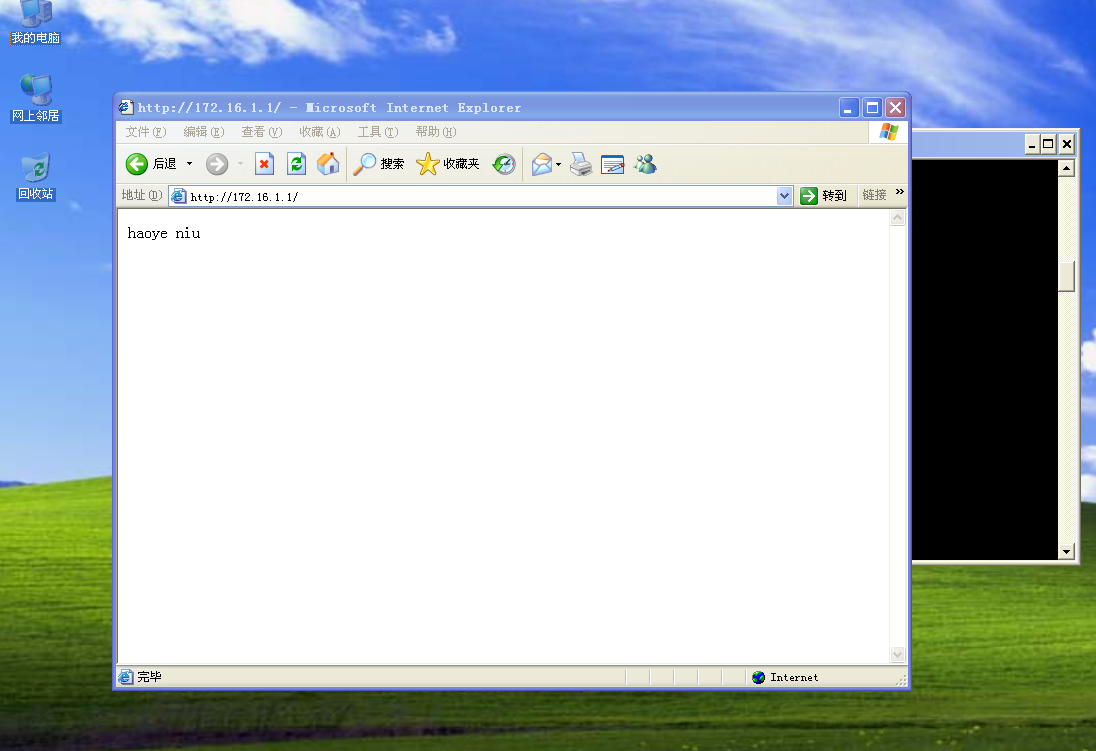 我的电脑
网上邻居
回收站
http://172.16.1.1/ - Microsoft Internet Explorer
文件(F) 编辑(E) 查看(V) 收藏(A) 工具(T) 帮助(H)
后退 搜索 收藏夹
地址(D) http://172.16.1.1/ 转到 链接 »
haoye niu
完毕 Internet